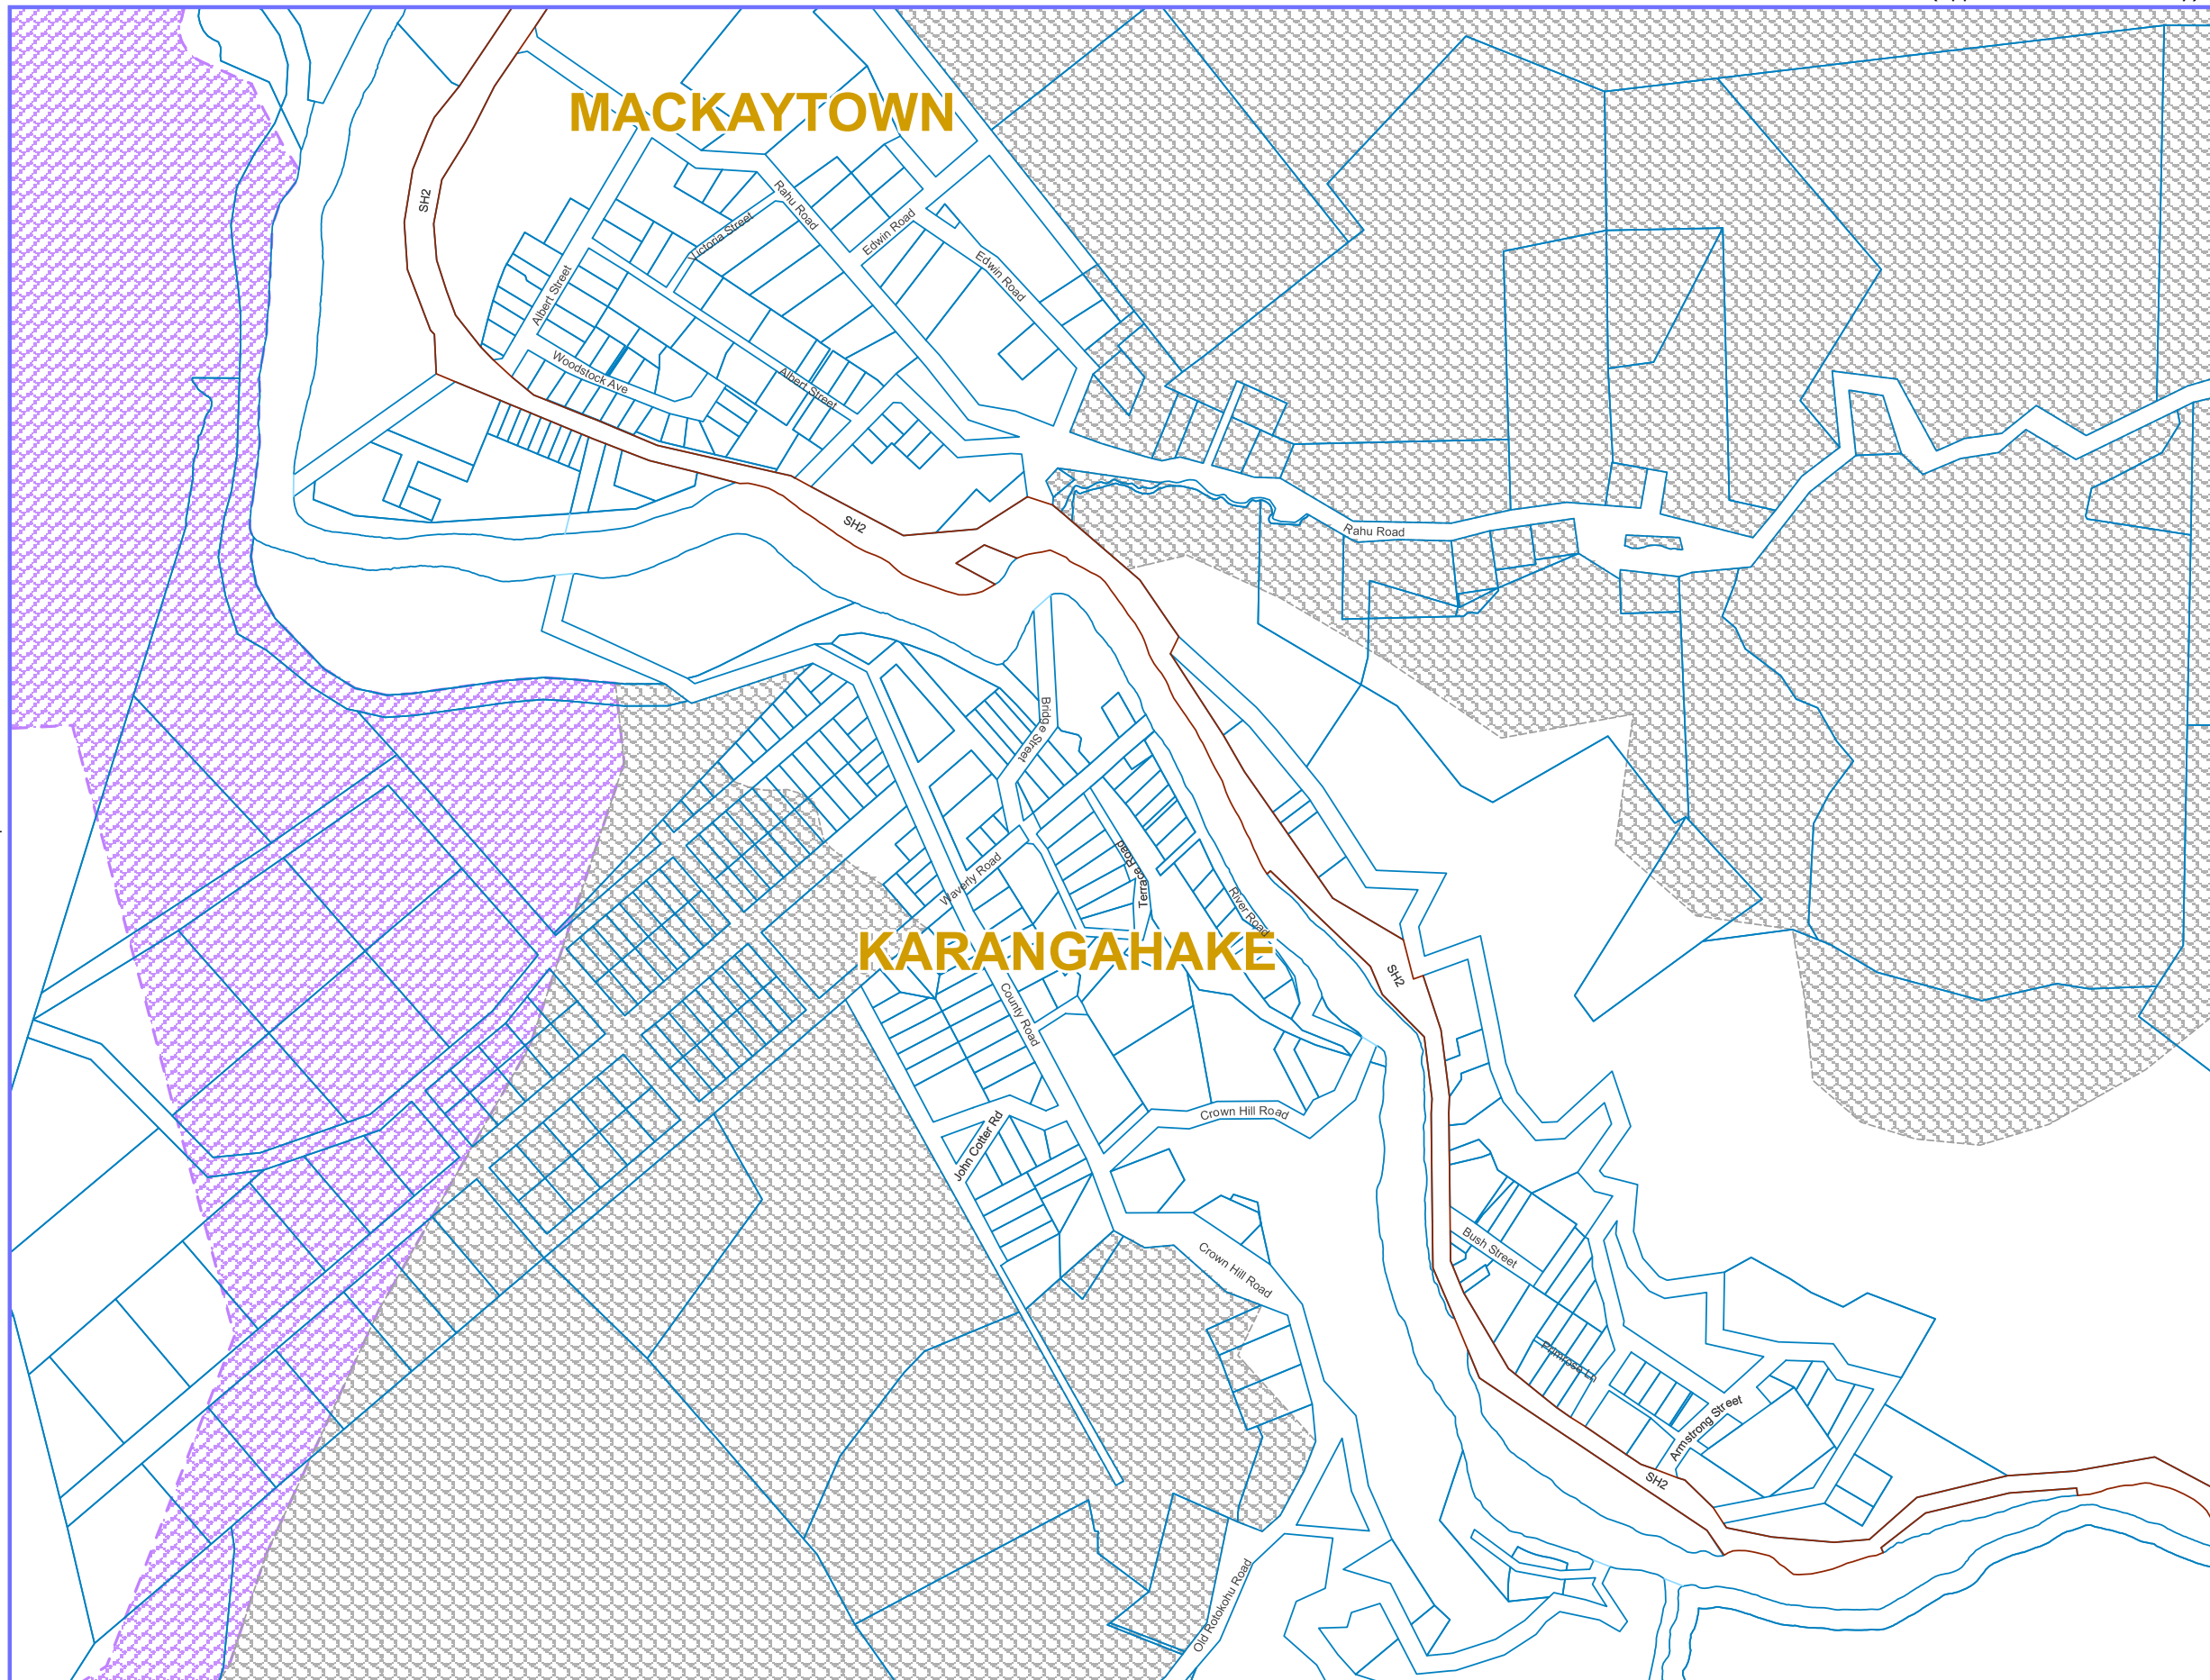 MACKAYTOWN
SH2
Rahu Road
Victoria Street
Edwin Road
Edwin Road
Albert Street
Woodstock Ave
Albert Street
SH2
Rahu Road
Bridge Street
Terrace Road
Waverly Road
River Road
KARANGAHAKE
SH2
County Road
Crown Hill Road
John Cotter Rd
Bush Street
Crown Hill Road
Armstrong Street
SH2
Old Rotokohu Road